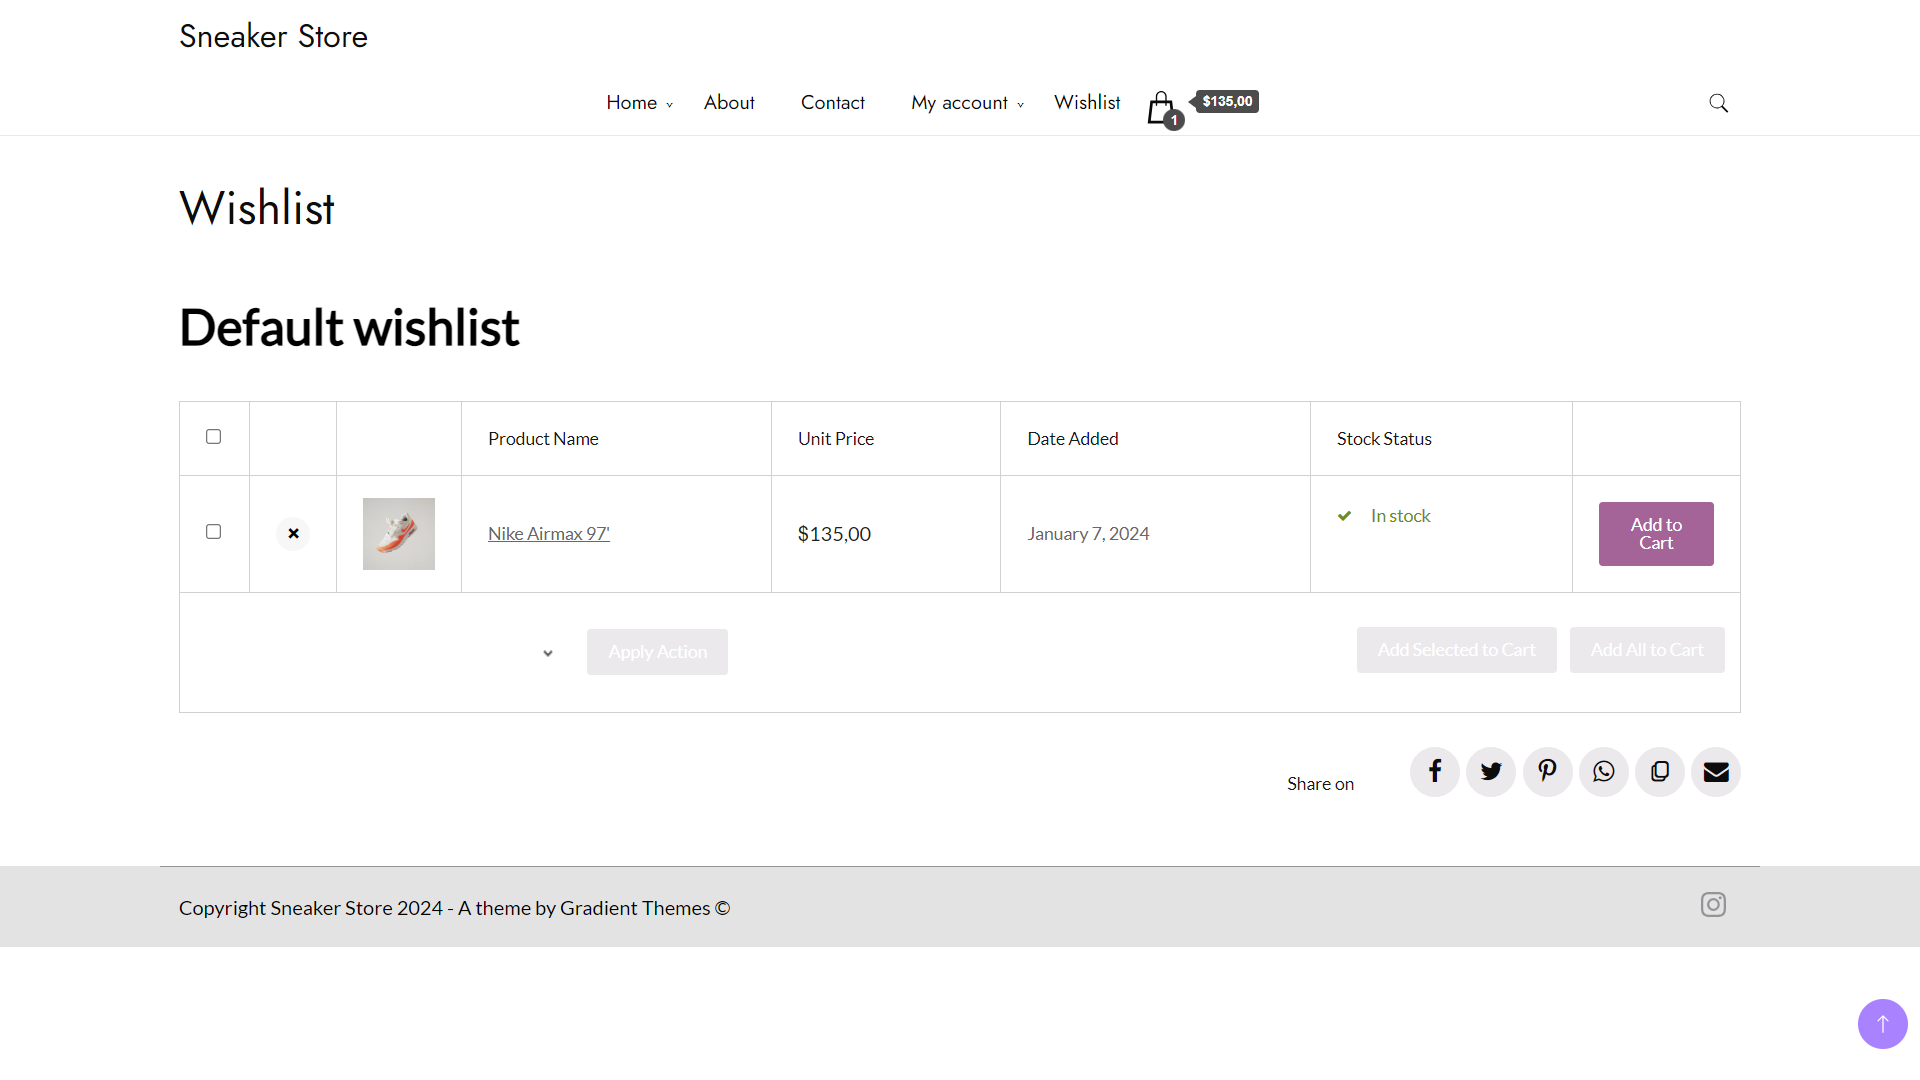 Sneaker Store
Home v About Contact My account v Wishlist 1 $135,00
Wishlist
Default wishlist
Product Name Unit Price Date Added Stock Status
Nike Airmax 97' $135,00 January 7, 2024 In stock Add to
Cart
Apply Action Add Selected to Cart Add All to Cart
Share on
Copyright Sneaker Store 2024 - A theme by Gradient Themes ©